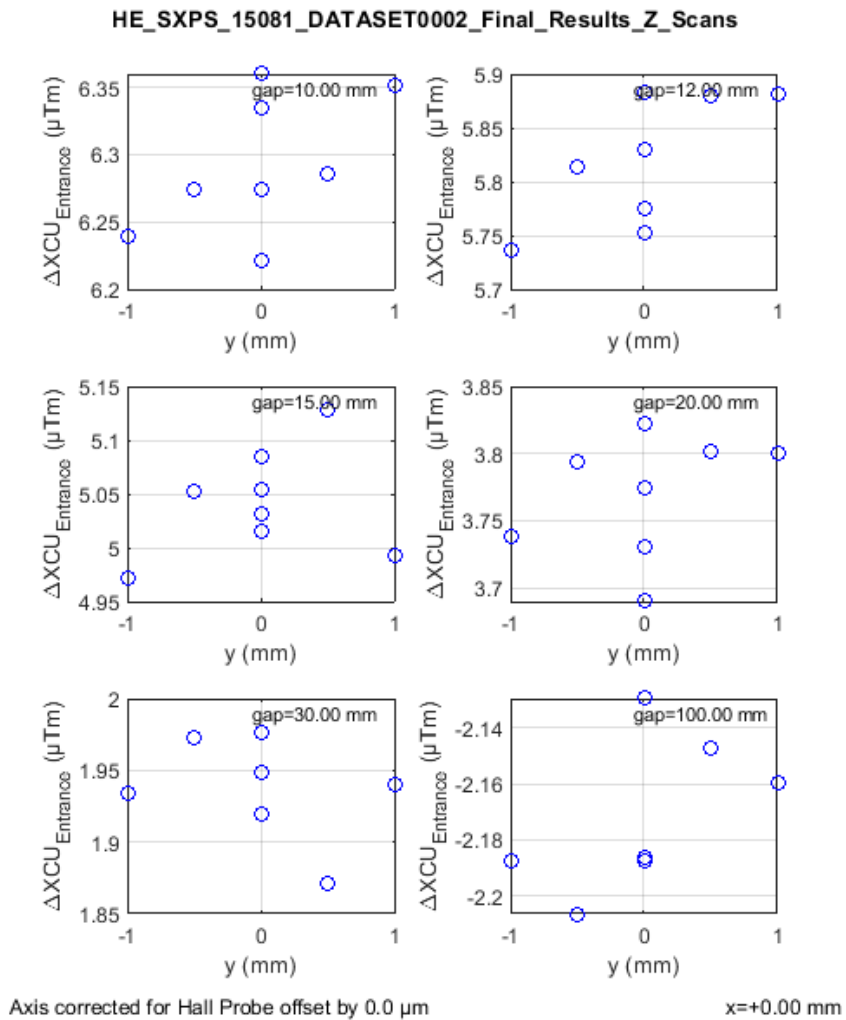 HE_SXPS_15081_DATASET0002_Final_Results_Z_Scans
ΔXCU_Entrance (μTm)
6.35
6.3
6.25
6.2
gap=10.00 mm
-1 0 1
y (mm)
ΔXCU_Entrance (μTm)
5.9
5.85
5.8
5.75
5.7
gap=12.00 mm
-1 0 1
y (mm)
ΔXCU_Entrance (μTm)
5.15
5.1
5.05
5
4.95
gap=15.00 mm
-1 0 1
y (mm)
ΔXCU_Entrance (μTm)
3.85
3.8
3.75
3.7
gap=20.00 mm
-1 0 1
y (mm)
ΔXCU_Entrance (μTm)
2
1.95
1.9
1.85
gap=30.00 mm
-1 0 1
y (mm)
ΔXCU_Entrance (μTm)
-2.14
-2.16
-2.18
-2.2
gap=100.00 mm
-1 0 1
y (mm)
Axis corrected for Hall Probe offset by 0.0 μm
x=+0.00 mm